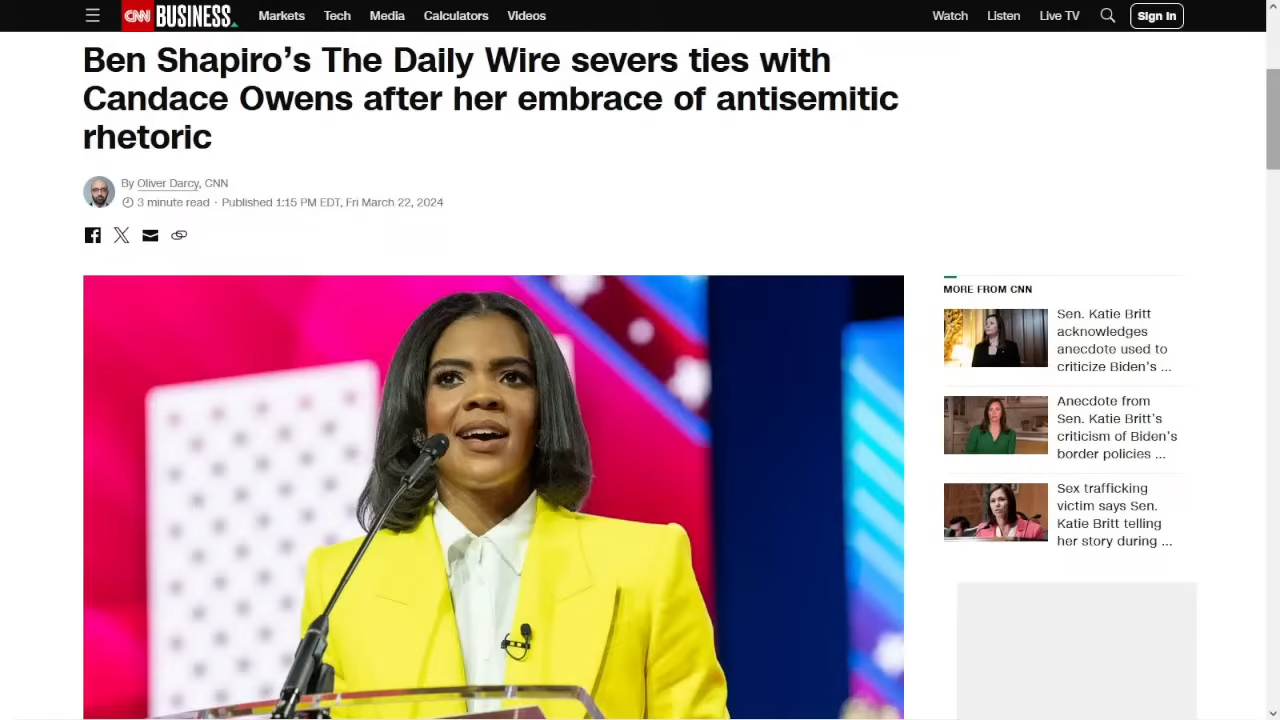 CNN BUSINESS Markets Tech Media Calculators Videos Watch Listen Live TV Sign in
Ben Shapiro’s The Daily Wire severs ties with
Candace Owens after her embrace of antisemitic
rhetoric
By Oliver Darcy, CNN
3 minute read · Published 1:15 PM EDT, Fri March 22, 2024
MORE FROM CNN
Sen. Katie Britt
acknowledges
anecdote used to
criticize Biden’s ...
Anecdote from
Sen. Katie Britt’s
criticism of Biden’s
border policies ...
Sex trafficking
victim says Sen.
Katie Britt telling
her story during ...